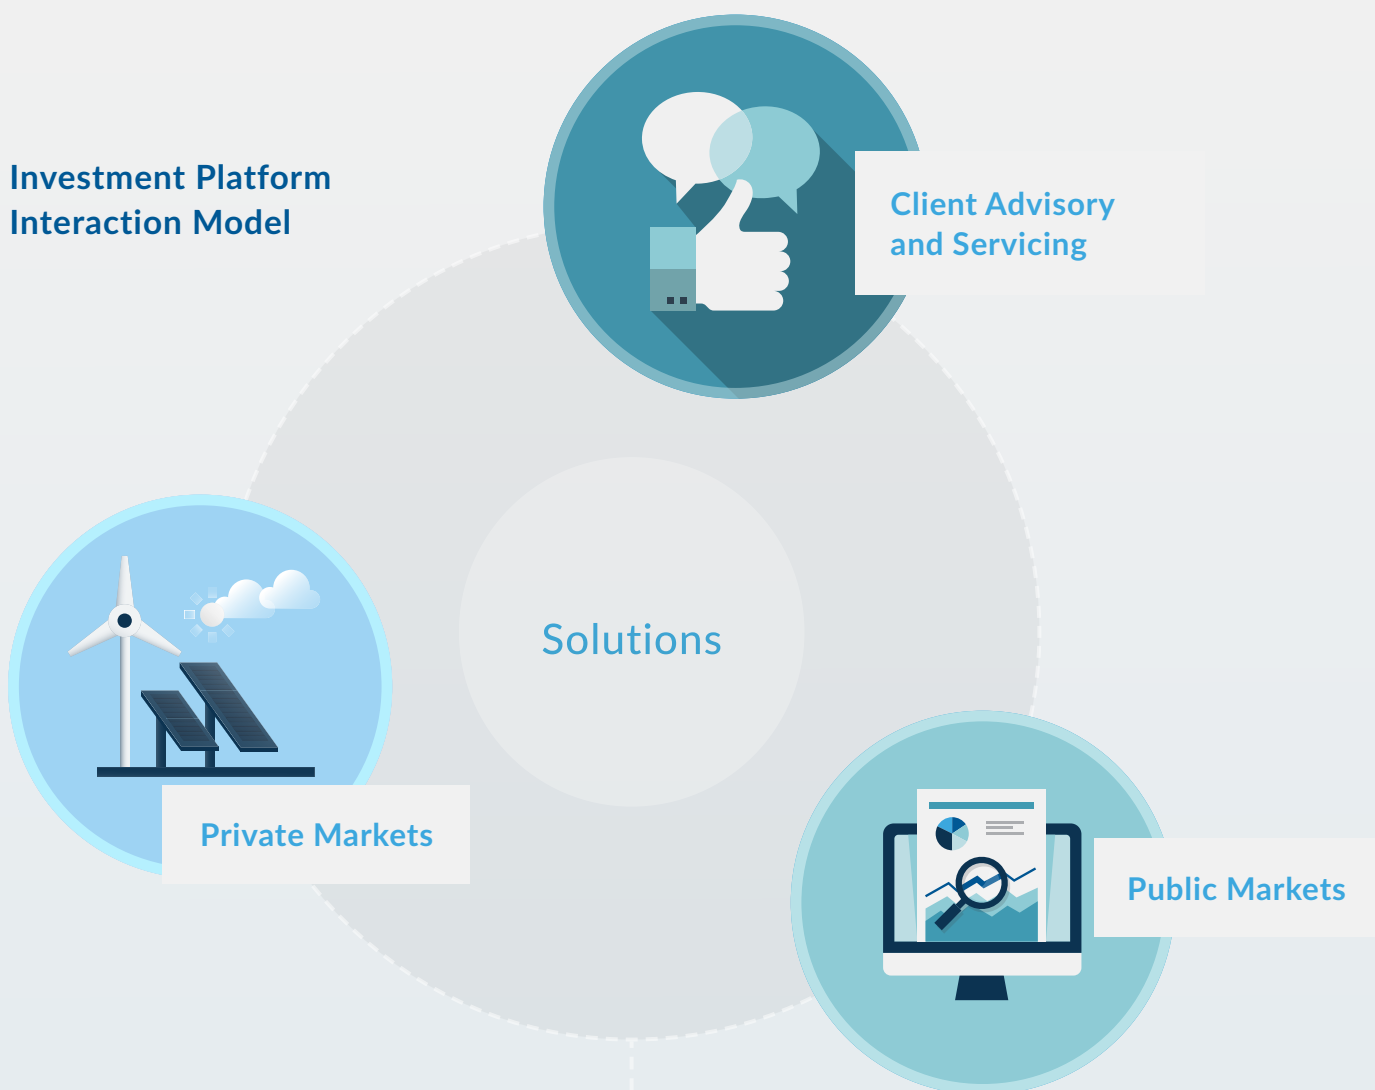 Investment Platform
Interaction Model
Client Advisory
and Servicing
Solutions
Private Markets
Public Markets